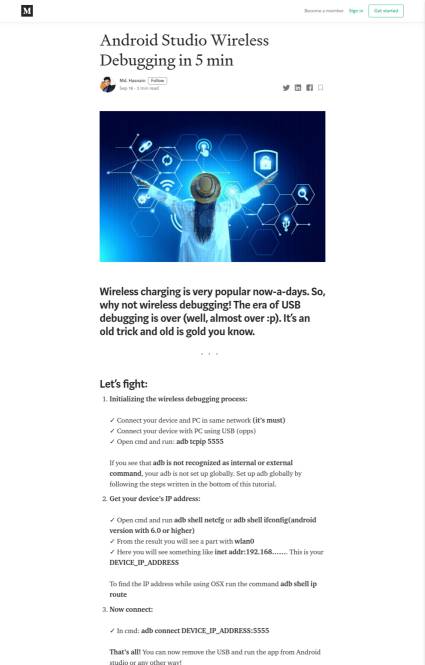 M
Become a member
Sign in
Get started
Android Studio Wireless
Debugging in 5 min
Md. Hasnain
Follow
Sep 16 · 3 min read
Wireless charging is very popular now-a-days. So,
why not wireless debugging! The era of USB
debugging is over (well, almost over :p). It’s an
old trick and old is gold you know.
. . .
Let’s fight:
1. Initializing the wireless debugging process:
✓ Connect your device and PC in same network (it’s must)
✓ Connect your device with PC using USB (opps)
✓ Open cmd and run: adb tcpip 5555
If you see that adb is not recognized as internal or external
command, your adb is not set up globally. Set up adb globally by
following the steps written in the bottom of this tutorial.
2. Get your device’s IP address:
✓ Open cmd and run adb shell netcfg or adb shell ifconfig(android
version with 6.0 or higher)
✓ From the result you will see a part with wlan0
✓ Here you will see something like inet addr:192.168……. This is your
DEVICE_IP_ADDRESS
To find the IP address while using OSX run the command adb shell ip
route
3. Now connect:
✓ In cmd: adb connect DEVICE_IP_ADDRESS:5555
That’s all! You can now remove the USB and run the app from Android
studio or any other way!